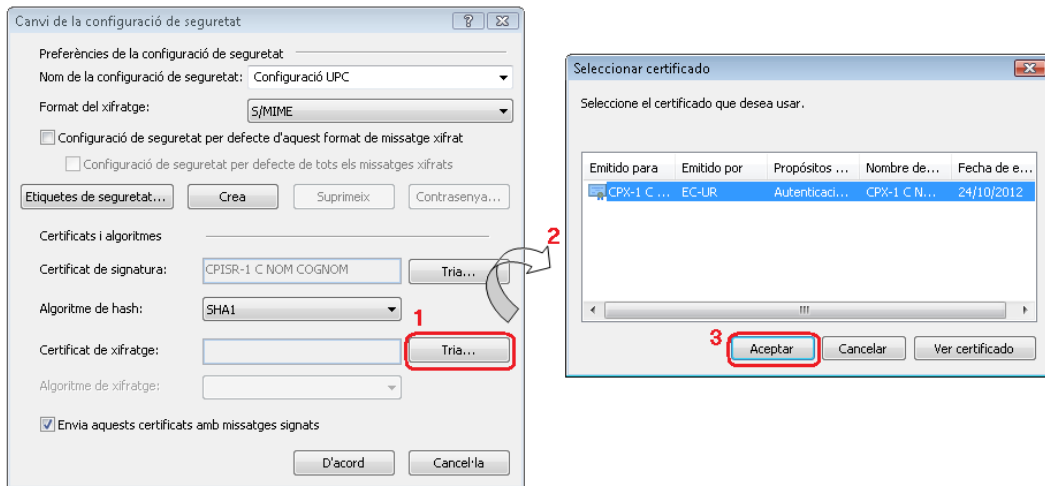 Canvi de la configuració de seguretat
Preferències de la configuració de seguretat
Nom de la configuració de seguretat: Configuració UPC
Format del xifratge: S/MIME
Configuració de seguretat per defecte d'aquest format de missatge xifrat
Configuració de seguretat per defecte de tots els missatges xifrats
Etiquetes de seguretat... Crea Suprimeix Contrasenya...
Certificats i algoritmes
Certificat de signatura: CPISR-1 C NOM COGNOM Tria...
Algoritme de hash: SHA1
1
Certificat de xifratge: Tria...
Algoritme de xifratge:
Envia aquests certificats amb missatges signats
D'acord Cancel·la
2
Seleccionar certificado
Seleccione el certificado que desea usar.
Emitido para Emitido por Propósitos ... Nombre de... Fecha de e...
CPX-1 C ... EC-UR Autenticaci... CPX-1 C N... 24/10/2012
3
Aceptar Cancelar Ver certificado